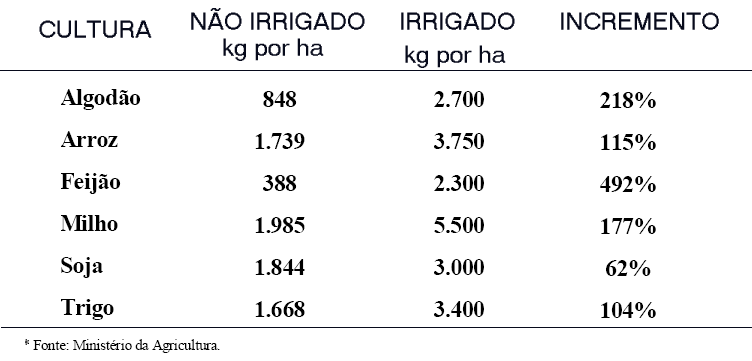 CULTURA NÃO IRRIGADO kg por ha IRRIGADO kg por ha INCREMENTO
Algodão 848 2.700 218%
Arroz 1.739 3.750 115%
Feijão 388 2.300 492%
Milho 1.985 5.500 177%
Soja 1.844 3.000 62%
Trigo 1.668 3.400 104%
* Fonte: Ministério da Agricultura.